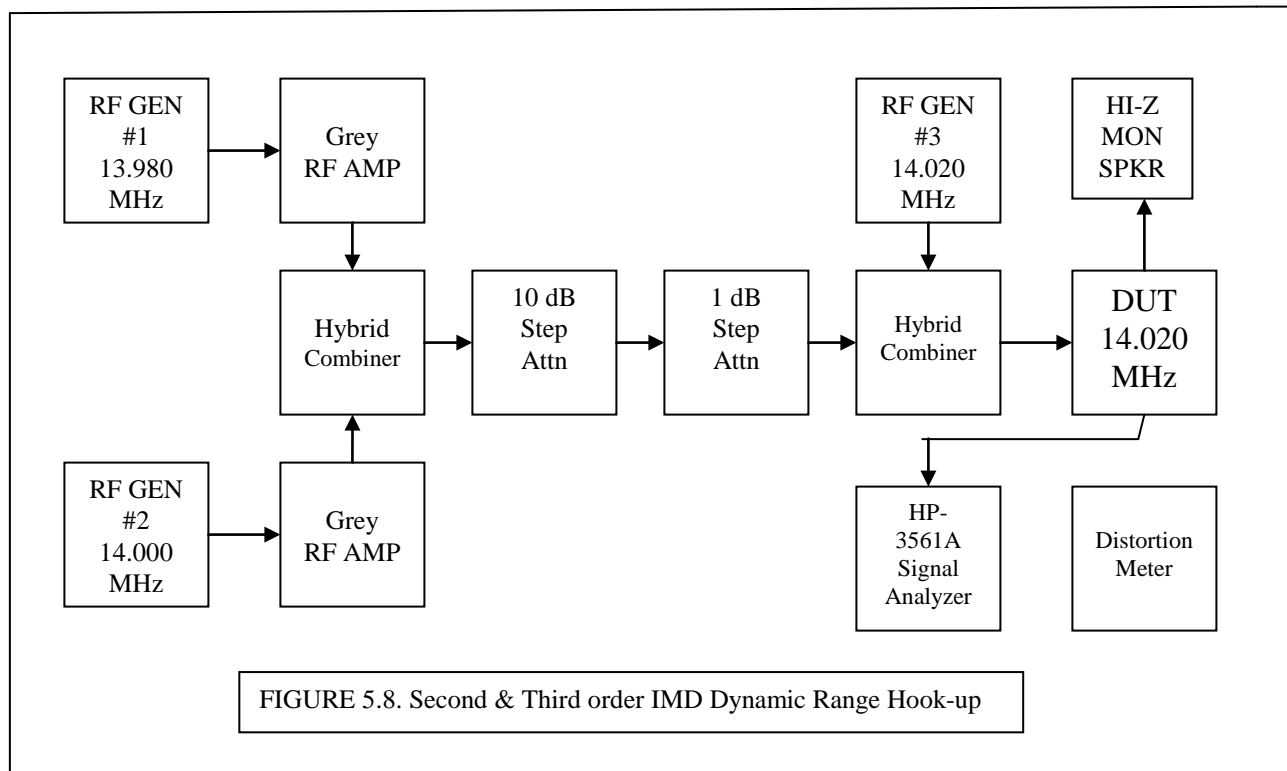 RF GEN
#1
13.980
MHz
Grey
RF AMP
RF GEN
#3
14.020
MHz
HI-Z
MON
SPKR
Hybrid
Combiner
10 dB
Step
Attn
1 dB
Step
Attn
Hybrid
Combiner
DUT
14.020
MHz
RF GEN
#2
14.000
MHz
Grey
RF AMP
HP-
3561A
Signal
Analyzer
Distortion
Meter
FIGURE 5.8. Second & Third order IMD Dynamic Range Hook-up